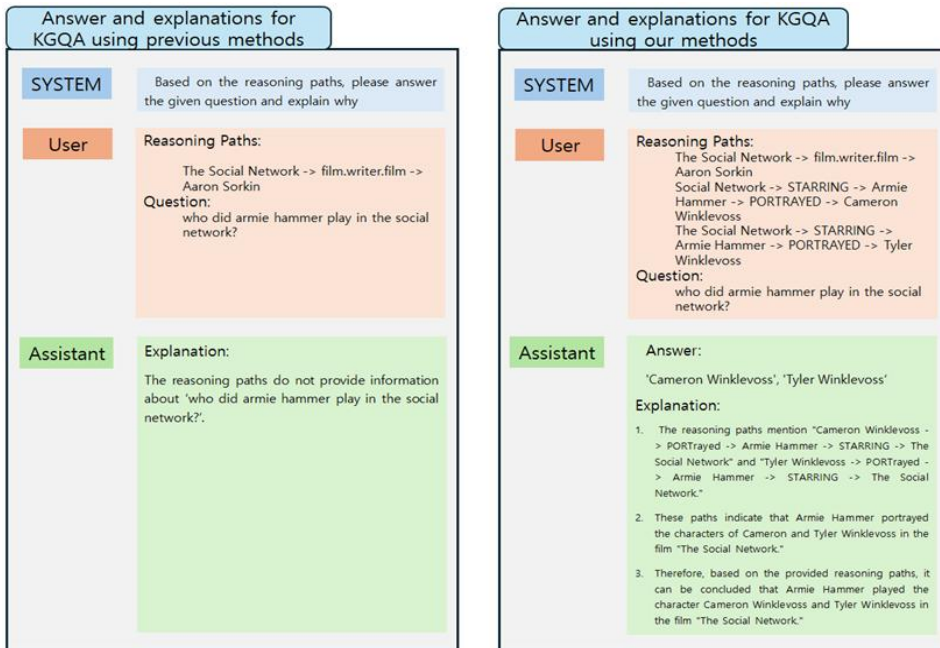 Answer and explanations for
KGQA using previous methods
SYSTEM
Based on the reasoning paths, please answer
the given question and explain why
User
Reasoning Paths:
The Social Network -> film.writer.film ->
Aaron Sorkin
Question:
who did armie hammer play in the social
network?
Assistant
Explanation:
The reasoning paths do not provide information
about 'who did armie hammer play in the social
network?'.
Answer and explanations for KGQA
using our methods
SYSTEM
Based on the reasoning paths, please answer
the given question and explain why
User
Reasoning Paths:
The Social Network -> film.writer.film ->
Aaron Sorkin
Social Network -> STARRING -> Armie
Hammer -> PORTRAYED -> Cameron
Winklevoss
The Social Network -> STARRING ->
Armie Hammer -> PORTRAYED -> Tyler
Winklevoss
Question:
who did armie hammer play in the social
network?
Assistant
Answer:
'Cameron Winklevoss', 'Tyler Winklevoss'
Explanation:
1. The reasoning paths mention "Cameron Winklevoss -
> PORTrayed -> Armie Hammer -> STARRING -> The
Social Network" and "Tyler Winklevoss -> PORTrayed -
> Armie Hammer -> STARRING -> The Social
Network."
2. These paths indicate that Armie Hammer portrayed
the characters of Cameron and Tyler Winklevoss in the
film "The Social Network."
3. Therefore, based on the provided reasoning paths, it
can be concluded that Armie Hammer played the
character Cameron Winklevoss and Tyler Winklevoss in
the film "The Social Network."